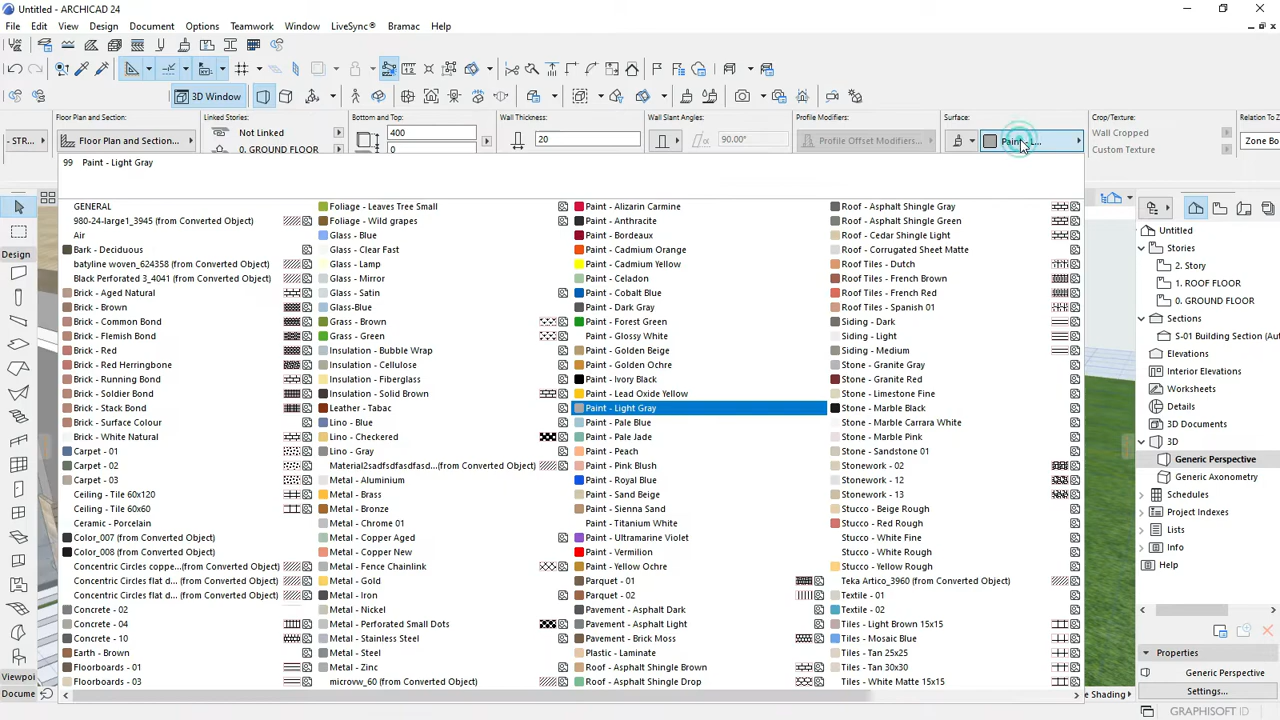 Untitled - ARCHICAD 24
File Edit View Design Document Options Teamwork Window LiveSync® Bramac Help
3D Window
Floor Plan and Section: Linked Stories: Bottom and Top: Wall Thickness: Wall Slant Angles: Profile Modifiers: Surface: Crop/Texture: Relation To Z
- STR... Floor Plan and Section... Not Linked 400 20 90.00° Profile Offset Modifiers... Paint - L... Wall Cropped Zone Bo
0. GROUND FLOOR... 0 Custom Texture
99 Paint - Light Gray
GENERAL
980-24-large1_3945 (from Converted Object)
Air
Bark - Deciduous
batyline woven_624358 (from Converted Object)
Black Perforated 3_4041 (from Converted Object)
Brick - Aged Natural
Brick - Brown
Brick - Common Bond
Brick - Flemish Bond
Brick - Red
Brick - Red Herringbone
Brick - Running Bond
Brick - Soldier Bond
Brick - Stack Bond
Brick - Surface Colour
Brick - White Natural
Carpet - 01
Carpet - 02
Carpet - 03
Ceiling - Tile 60x120
Ceiling - Tile 60x60
Ceramic - Porcelain
Color_007 (from Converted Object)
Color_008 (from Converted Object)
Concentric Circles coppe...(from Converted Object)
Concentric Circles flat d... (from Converted Object)
Concentric Circles flat d... (from Converted Object)
Concrete - 02
Concrete - 04
Concrete - 10
Earth - Brown
Floorboards - 01
Floorboards - 03
Foliage - Leaves Tree Small
Foliage - Wild grapes
Glass - Blue
Glass - Clear Fast
Glass - Lamp
Glass - Mirror
Glass - Satin
Glass-Blue
Grass - Brown
Grass - Green
Insulation - Bubble Wrap
Insulation - Cellulose
Insulation - Fiberglass
Insulation - Solid Brown
Leather - Tabac
Lino - Blue
Lino - Checkered
Lino - Gray
Material2sadfsdfasdfasd...(from Converted Object)
Metal - Aluminium
Metal - Brass
Metal - Bronze
Metal - Chrome 01
Metal - Copper Aged
Metal - Copper New
Metal - Fence Chainlink
Metal - Gold
Metal - Iron
Metal - Nickel
Metal - Perforated Small Dots
Metal - Stainless Steel
Metal - Zinc
microvw_60 (from Converted Object)
Paint - Alizarin Carmine
Paint - Anthracite
Paint - Bordeaux
Paint - Cadmium Orange
Paint - Cadmium Yellow
Paint - Celadon
Paint - Cobalt Blue
Paint - Dark Gray
Paint - Forest Green
Paint - Glossy White
Paint - Golden Beige
Paint - Golden Ochre
Paint - Ivory Black
Paint - Lead Oxide Yellow
Paint - Light Gray
Paint - Pale Blue
Paint - Pale Jade
Paint - Peach
Paint - Pink Blush
Paint - Royal Blue
Paint - Sand Beige
Paint - Sienna Sand
Paint - Titanium White
Paint - Ultramarine Violet
Paint - Vermilion
Paint - Yellow Ochre
Parquet - 01
Parquet - 02
Pavement - Asphalt Dark
Pavement - Asphalt Light
Pavement - Brick Moss
Plastic - Glass
Roof - Asphalt Shingle Brown
Roof - Asphalt Shingle Drop
Roof - Asphalt Shingle Gray
Roof - Asphalt Shingle Green
Roof - Cedar Shingle Light
Roof - Corrugated Sheet Matte
Roof Tiles - Dutch
Roof Tiles - French Brown
Roof Tiles - French Red
Roof Tiles - Spanish 01
Siding - Dark
Siding - Light
Siding - Medium
Stone - Granite Gray
Stone - Granite Red
Stone - Limestone Fine
Stone - Marble Black
Stone - Marble Carrara White
Stone - Marble Pink
Stone - Sandstone 01
Stonework - 02
Stonework - 12
Stonework - 13
Stucco - Beige Rough
Stucco - Red Rough
Stucco - White Fine
Stucco - White Rough
Stucco - Yellow Rough
Teka Artico_3960 (from Converted Object)
Textile - 01
Textile - 02
Tiles - Light Brown 15x15
Tiles - Mosaic Blue
Tiles - Tan 25x25
Tiles - Tan 30x30
Tiles - White Matte 15x15
Design
Viewpoi
Docume
Untitled
Stories
2. Story
1. ROOF FLOOR
0. GROUND FLOOR
Sections
S-01 Building Section (Aut
Elevations
Interior Elevations
Worksheets
Details
3D Documents
3D
Generic Perspective
Generic Axonometry
Schedules
Project Indexes
Lists
Info
Help
Properties
Generic Perspective
Settings...
e Shading
GRAPHISOFT ID